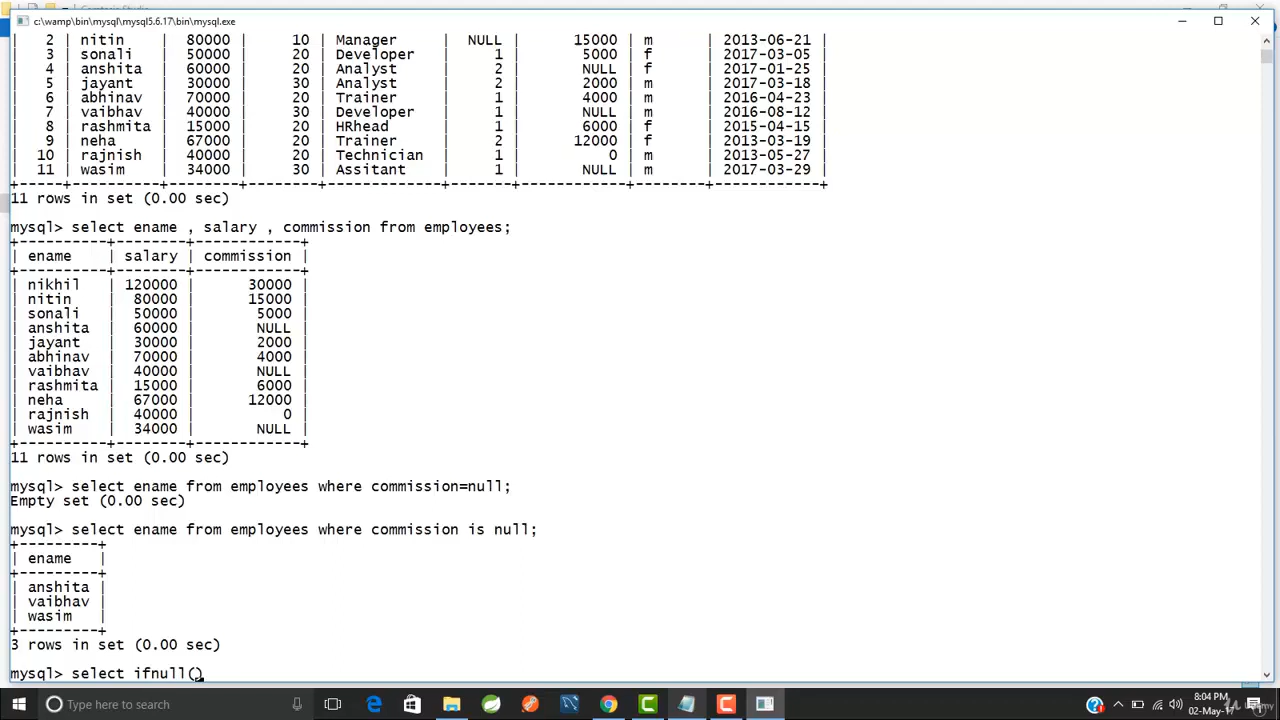 c:\wamp\bin\mysql\mysql5.6.17\bin\mysql.exe
|    2 | nitin    |  80000 |     10 | Manager     |  NULL |      15000 | m      | 2013-06-21 |
|    3 | sonali   |  50000 |     20 | Developer   |     1 |       5000 | f      | 2017-03-05 |
|    4 | anshita  |  60000 |     20 | Analyst     |     2 |       NULL | f      | 2017-01-25 |
|    5 | jayant   |  30000 |     30 | Analyst     |     2 |       2000 | m      | 2017-03-18 |
|    6 | abhinav  |  70000 |     20 | Trainer     |     1 |       4000 | m      | 2016-04-23 |
|    7 | vaibhav  |  40000 |     30 | Developer   |     1 |       NULL | m      | 2016-08-12 |
|    8 | rashmita |  15000 |     20 | HRhead      |     1 |       6000 | f      | 2015-04-15 |
|    9 | neha     |  67000 |     20 | Trainer     |     2 |      12000 | f      | 2013-03-19 |
|   10 | rajnish  |  40000 |     20 | Technician  |     1 |          0 | m      | 2013-05-27 |
|   11 | wasim    |  34000 |     30 | Assitant    |     1 |       NULL | m      | 2017-03-29 |
11 rows in set (0.00 sec)
mysql> select ename , salary , commission from employees;
| ename    | salary | commission |
| nikhil   | 120000 |      30000 |
| nitin    |  80000 |      15000 |
| sonali   |  50000 |       5000 |
| anshita  |  60000 |       NULL |
| jayant   |  30000 |       2000 |
| abhinav  |  70000 |       4000 |
| vaibhav  |  40000 |       NULL |
| rashmita |  15000 |       6000 |
| neha     |  67000 |      12000 |
| rajnish  |  40000 |          0 |
| wasim    |  34000 |       NULL |
11 rows in set (0.00 sec)
mysql> select ename from employees where commission=null;
Empty set (0.00 sec)
mysql> select ename from employees where commission is null;
| ename   |
| anshita |
| vaibhav |
| wasim   |
3 rows in set (0.00 sec)
mysql> select ifnull()
Type here to search
8:04 PM
02-May-17